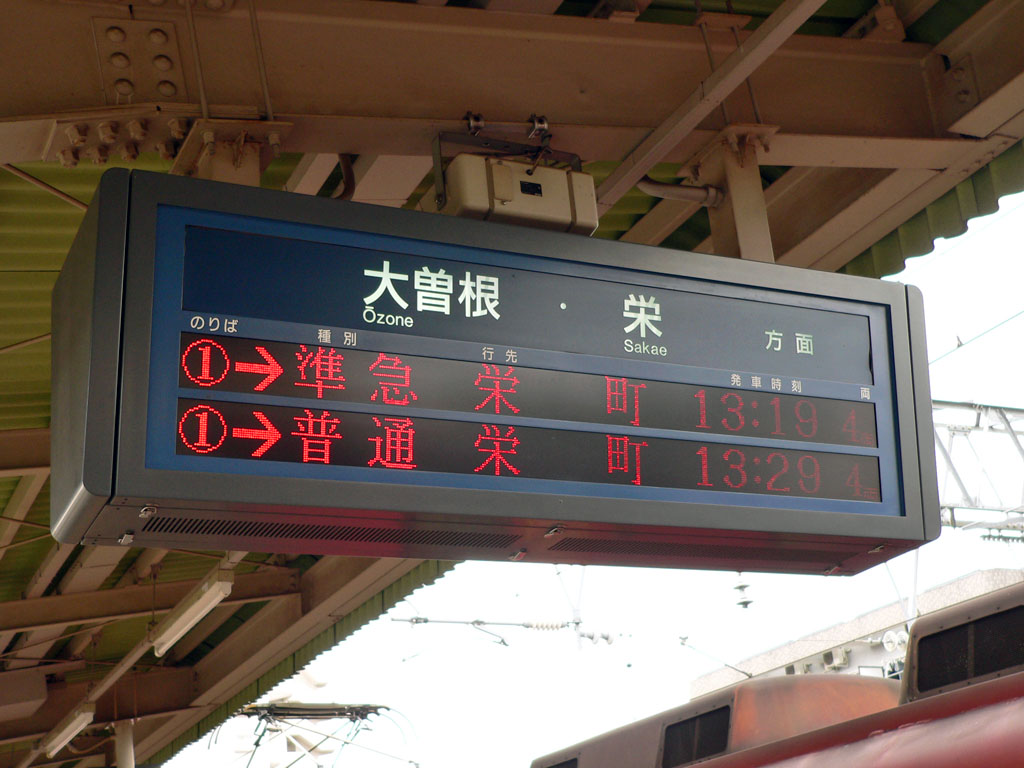 大曽根 ・ 栄 方面
Ōzone Sakae
のりば 種別 行先 発車時刻 両
① → 準急 栄町 13:19 4
① → 普通 栄町 13:29 4